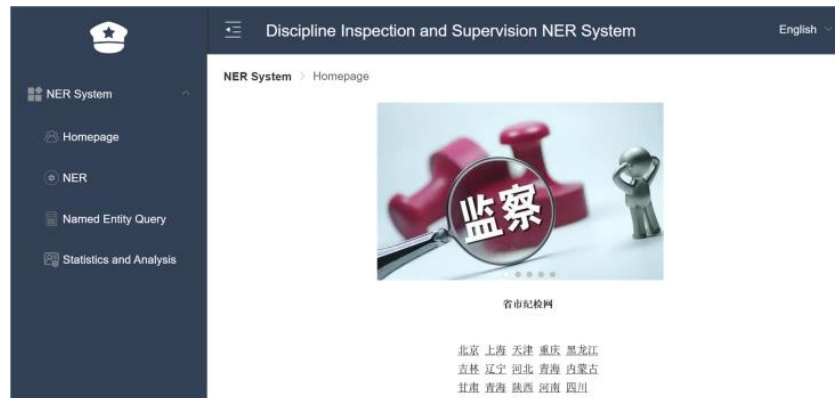 Discipline Inspection and Supervision NER System
English
NER System
Homepage
NER
Named Entity Query
Statistics and Analysis
NER System > Homepage
监察
省市纪检网
北京 上海 天津 重庆 黑龙江
吉林 辽宁 河北 青海 内蒙古
甘肃 青海 陕西 河南 四川